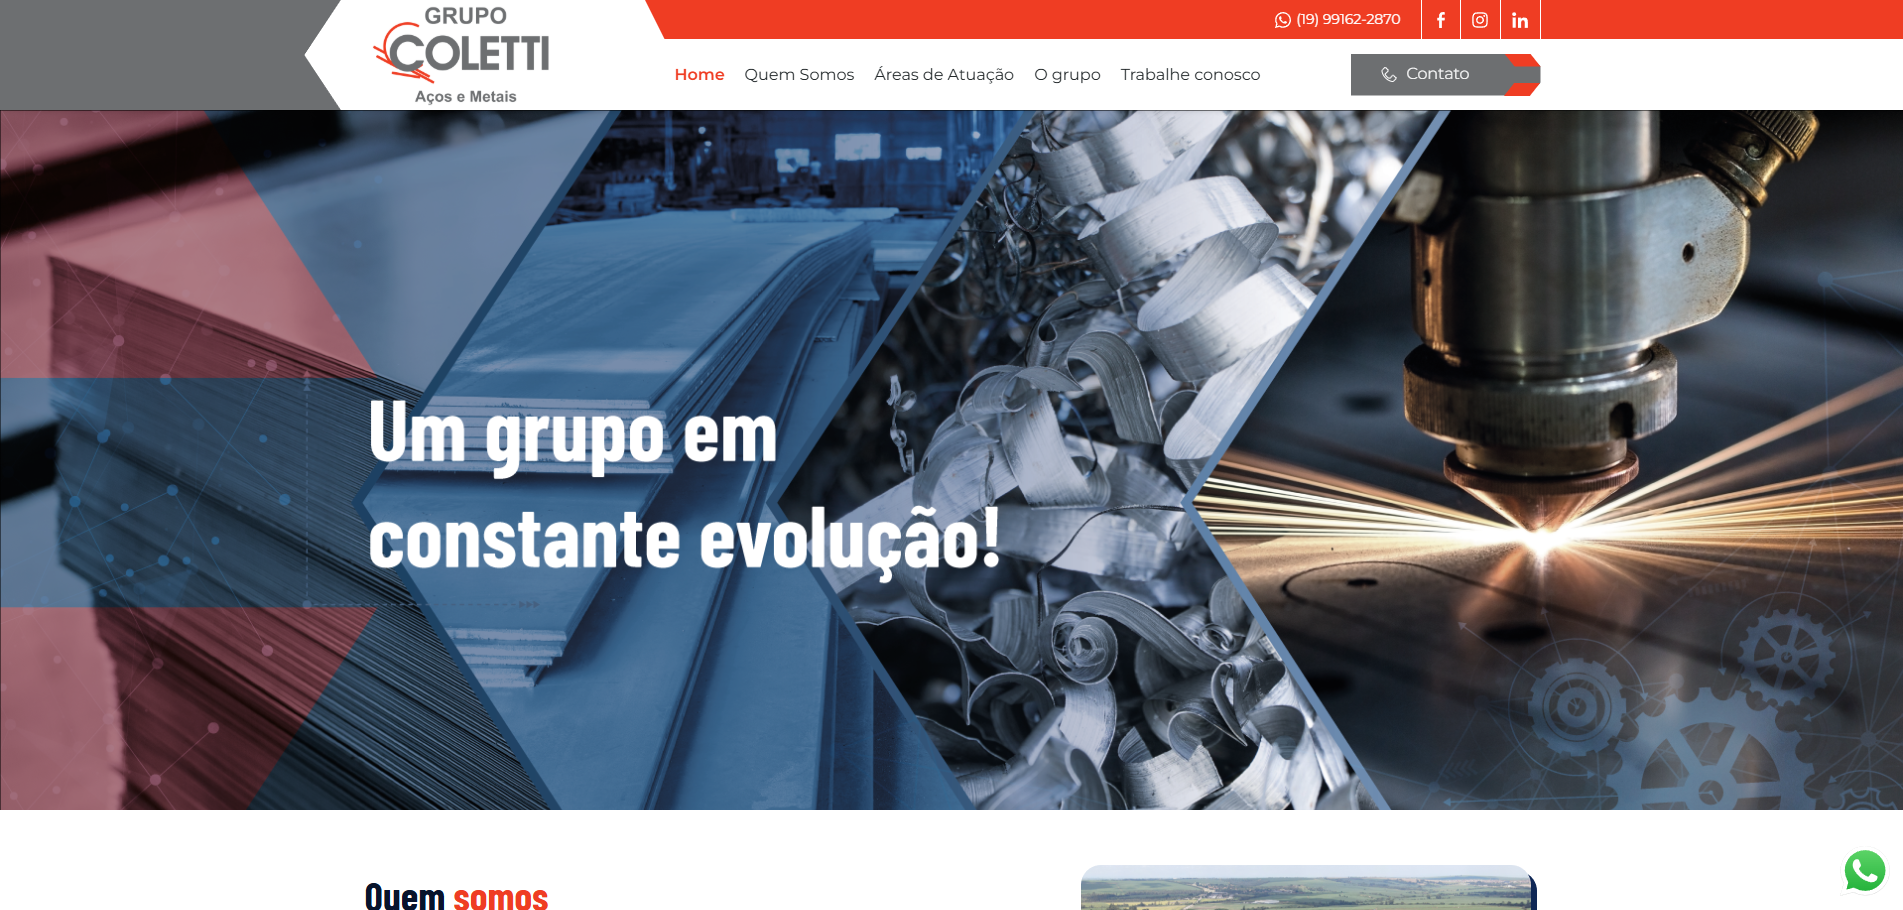 GRUPO
COLETTI
Aços e Metais
(19) 99162-2870
Home Quem Somos Áreas de Atuação O grupo Trabalhe conosco
Contato
Um grupo em
constante evolução!
Quem somos